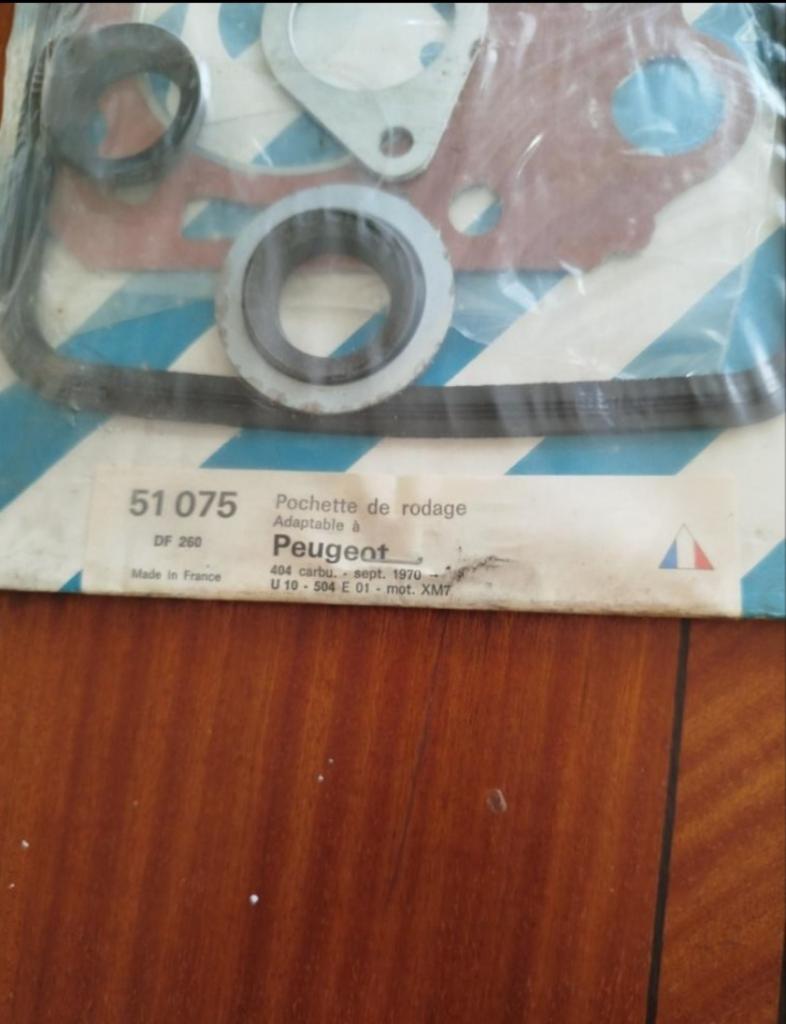 51 075
DF 260
Made in France
Pochette de rodage
Adaptable à
Peugeot
404 carbu. - sept. 1970 →
U 10 - 504 E 01 - mot. XM7